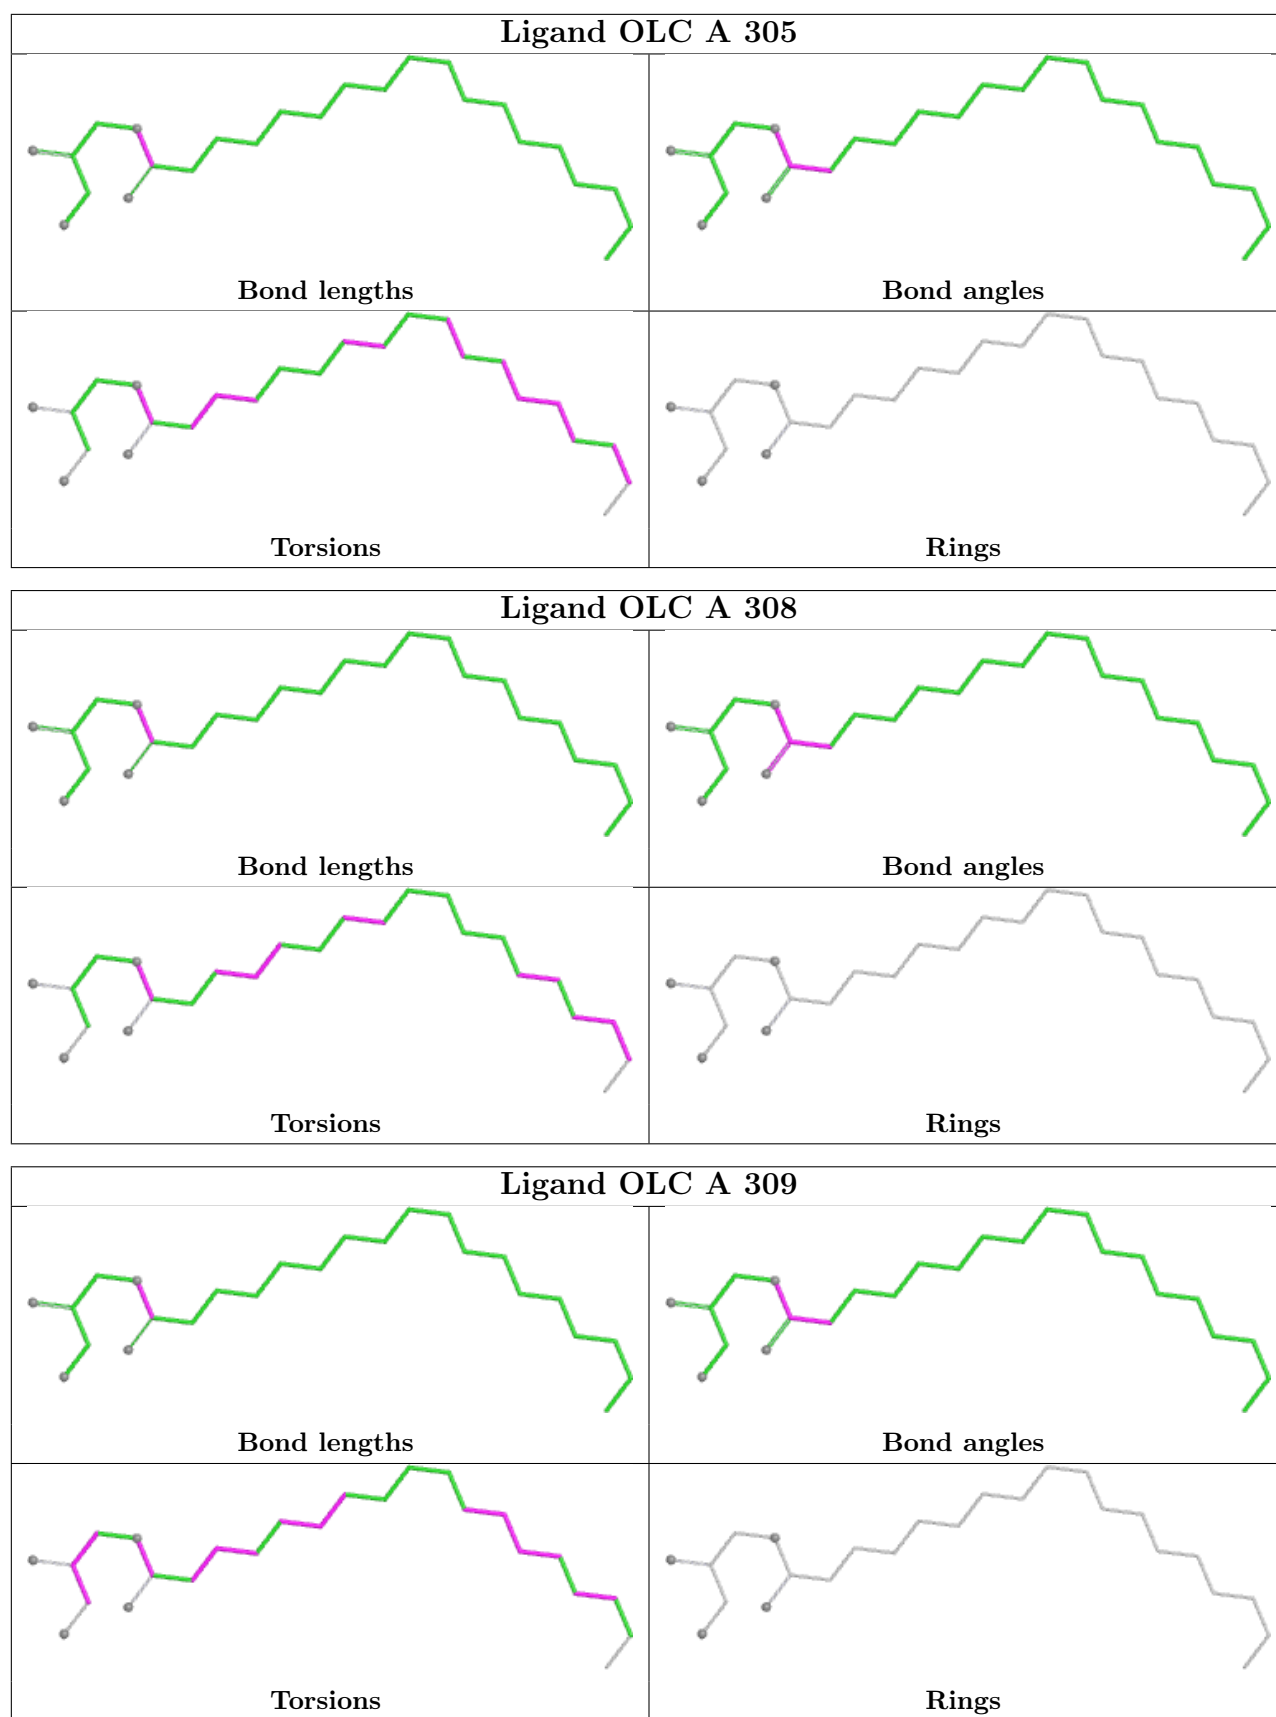 Ligand OLC A 305
Bond lengths
Bond angles
Torsions
Rings
Ligand OLC A 308
Bond lengths
Bond angles
Torsions
Rings
Ligand OLC A 309
Bond lengths
Bond angles
Torsions
Rings